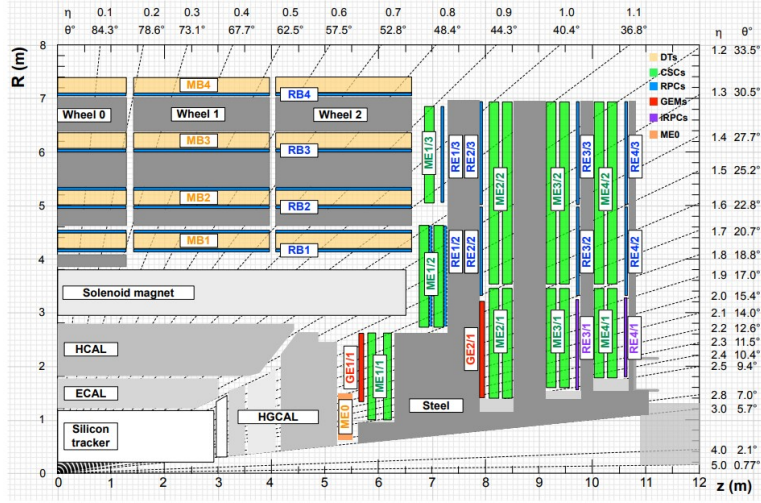 η 0.1 0.2 0.3 0.4 0.5 0.6 0.7 0.8 0.9 1.0 1.1 η θ°
θ° 84.3° 78.6° 73.1° 67.7° 62.5° 57.5° 52.8° 48.4° 44.3° 40.4° 36.8°
R (m)
8
7
6
5
4
3
2
1
0
1.2 33.5°
1.3 30.5°
1.4 27.7°
1.5 25.2°
1.6 22.8°
1.7 20.7°
1.8 18.8°
1.9 17.0°
2.0 15.4°
2.1 14.0°
2.2 12.6°
2.3 11.5°
2.4 10.4°
2.5 9.4°
2.8 7.0°
3.0 5.7°
4.0 2.1°
5.0 0.77°
DTs
CSCs
RPCs
GEMs
iRPCs
ME0
MB4
RB4
Wheel 0 Wheel 1 Wheel 2
MB3
RB3
MB2
RB2
MB1
RB1
Solenoid magnet
HCAL
ECAL
Silicon
tracker
HGCAL
Steel
ME0
GE1/1
ME1/1
ME1/2
ME1/3
RE1/3
RE2/3
RE1/2
RE2/2
GE2/1
ME2/2
ME2/1
ME3/2
ME3/1
RE3/3
RE3/2
RE3/1
ME4/2
ME4/1
RE4/3
RE4/2
RE4/1
0 1 2 3 4 5 6 7 8 9 10 11 12
z (m)